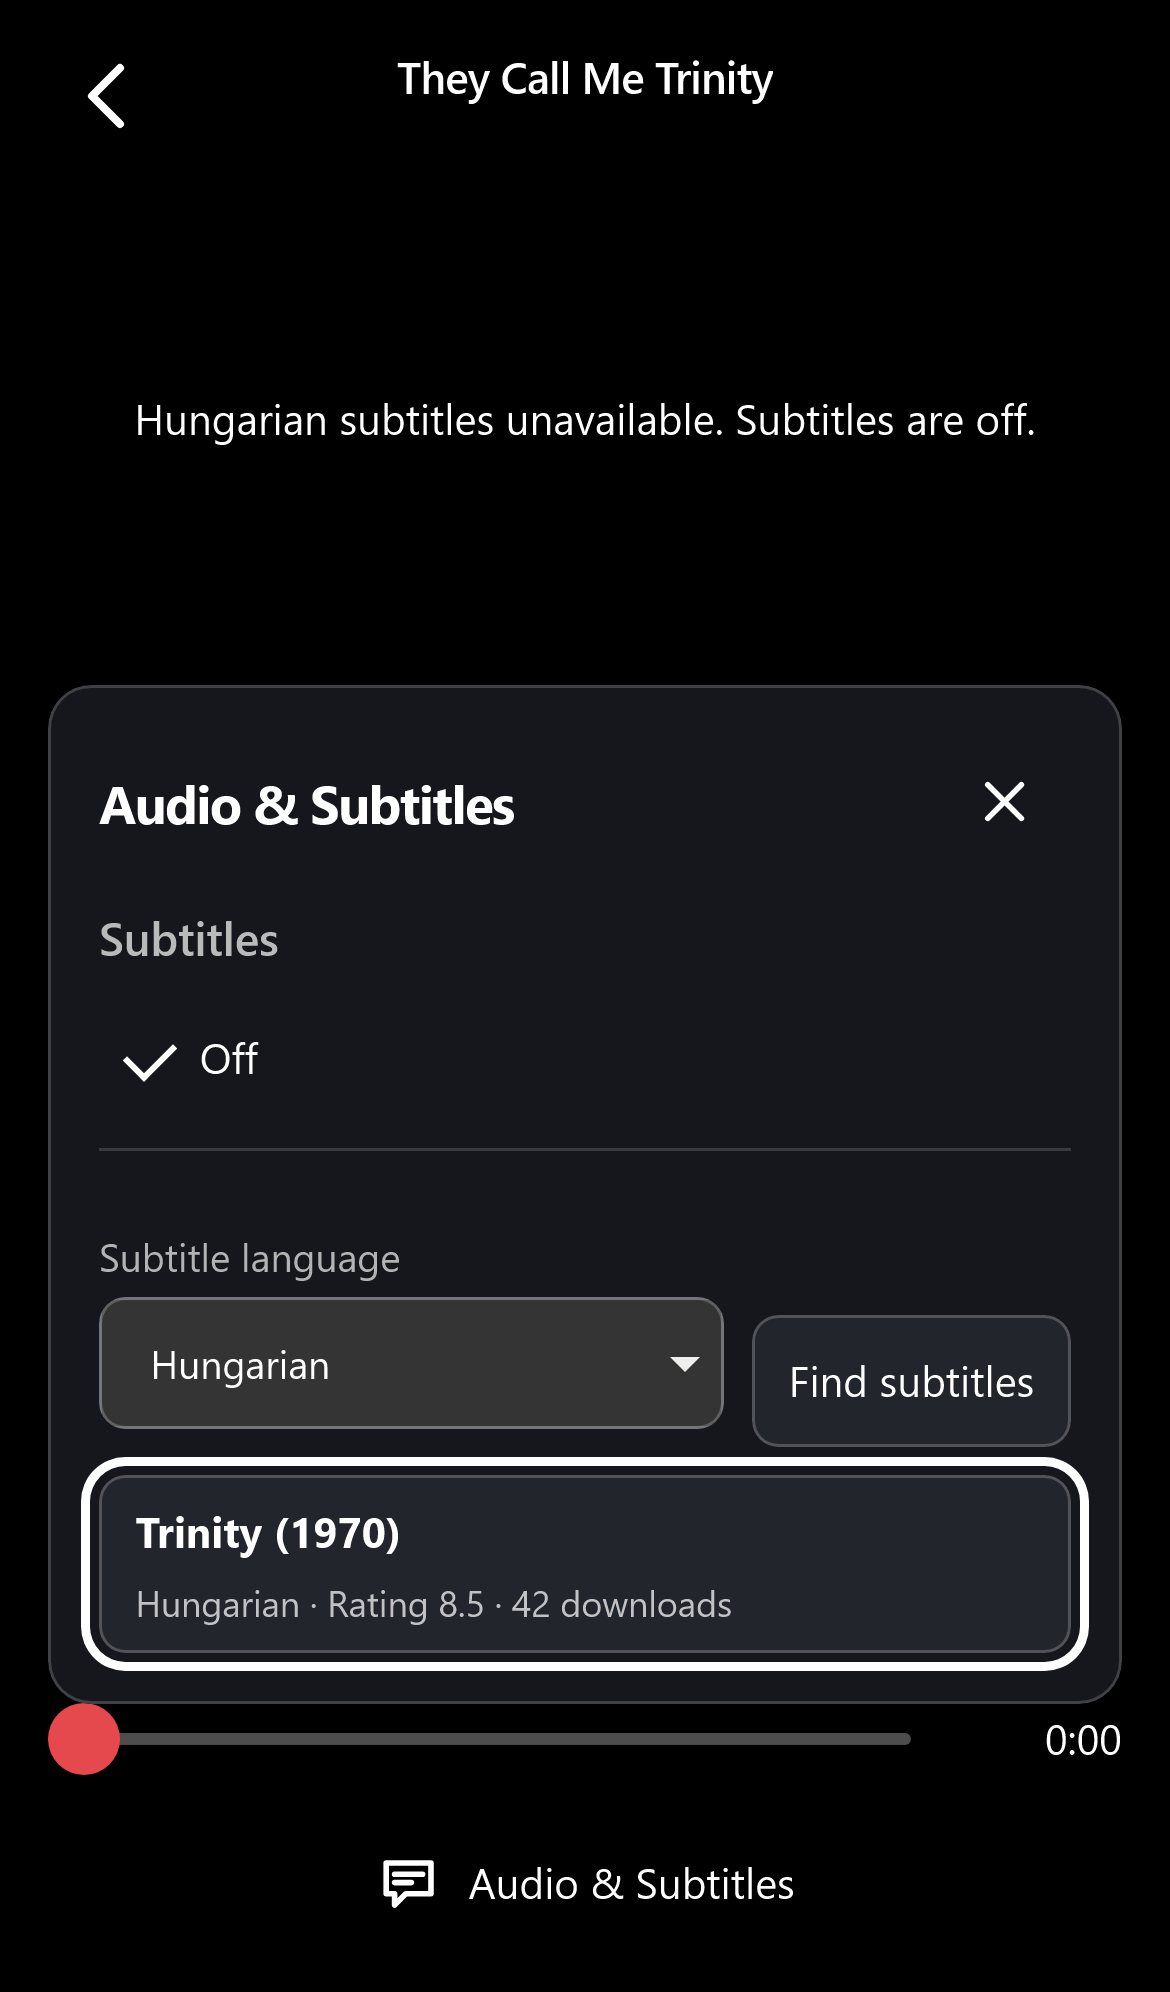 They Call Me Trinity
Hungarian subtitles unavailable. Subtitles are off.
Audio & Subtitles
Subtitles
Off
Subtitle language
Hungarian
Find subtitles
Trinity (1970)
Hungarian · Rating 8.5 · 42 downloads
0:00
Audio & Subtitles